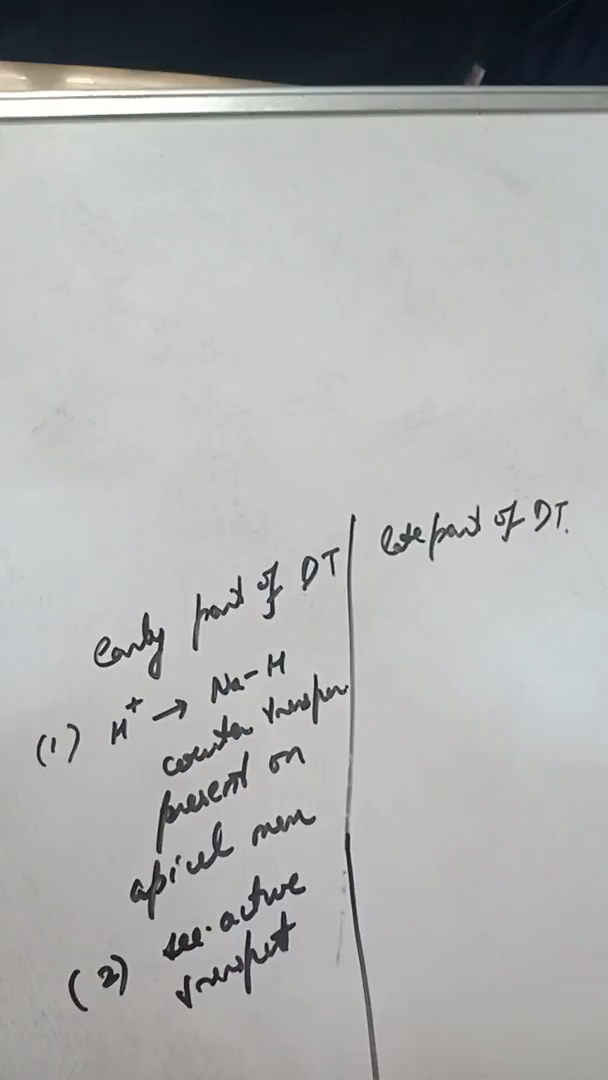 early part of DT
late part of DT.
(1) H⁺ → Na-H
counter transpor
present on
apical mem
(2) sec. active
transport